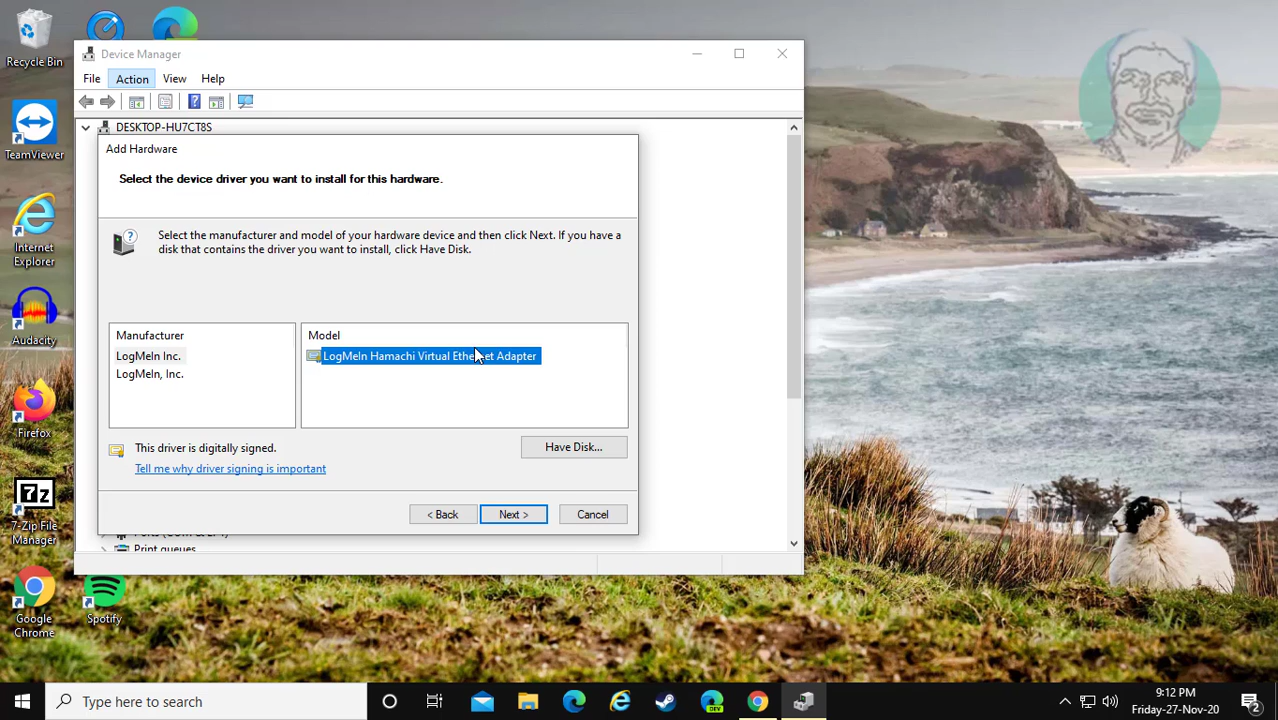 Recycle Bin
TeamViewer
Internet
Explorer
Audacity
Firefox
7-Zip File
Manager
Google
Chrome
Spotify
Device Manager
File
Action
View
Help
DESKTOP-HU7CT8S
Add Hardware
Select the device driver you want to install for this hardware.
Select the manufacturer and model of your hardware device and then click Next. If you have a
disk that contains the driver you want to install, click Have Disk.
Manufacturer
LogMeIn Inc.
LogMeIn, Inc.
Model
LogMeIn Hamachi Virtual Ethernet Adapter
This driver is digitally signed.
Tell me why driver signing is important
Have Disk...
< Back
Next >
Cancel
Print queues
Type here to search
DEV
9:12 PM
Friday-27-Nov-20
2